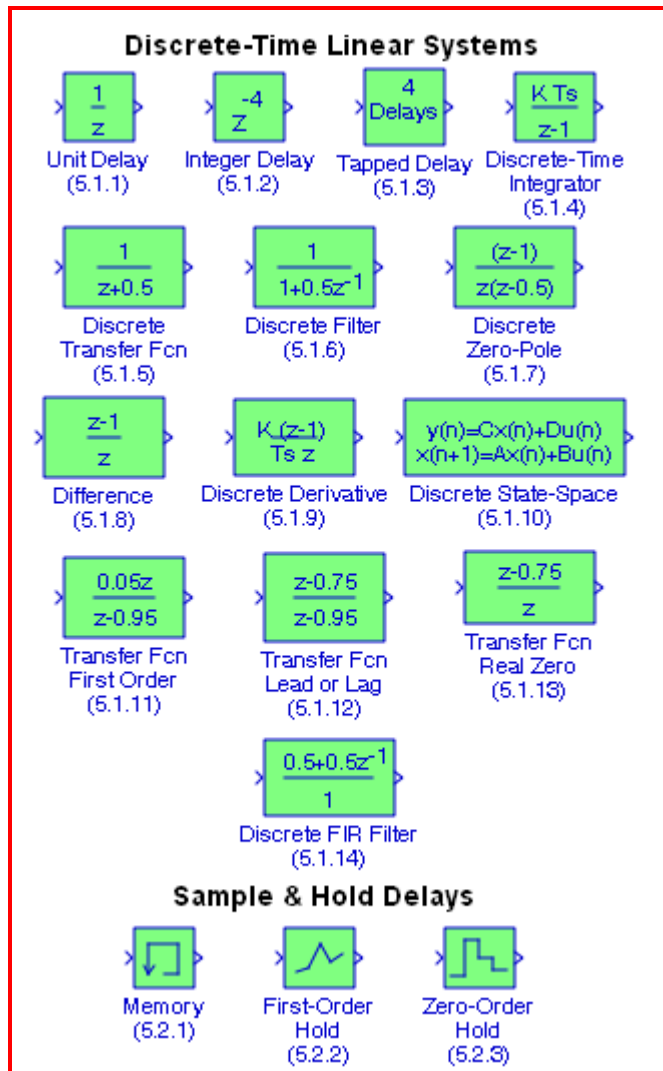 Discrete-Time Linear Systems
1
z
Unit Delay
(5.1.1)
-4
Z
Integer Delay
(5.1.2)
4
Delays
Tapped Delay
(5.1.3)
K Ts
z-1
Discrete-Time
Integrator
(5.1.4)
1
z+0.5
Discrete
Transfer Fcn
(5.1.5)
1
1+0.5z⁻¹
Discrete Filter
(5.1.6)
(z-1)
z(z-0.5)
Discrete
Zero-Pole
(5.1.7)
z-1
z
Difference
(5.1.8)
K (z-1)
Ts z
Discrete Derivative
(5.1.9)
y(n)=Cx(n)+Du(n)
x(n+1)=Ax(n)+Bu(n)
Discrete State-Space
(5.1.10)
0.05z
z-0.95
Transfer Fcn
First Order
(5.1.11)
z-0.75
z-0.95
Transfer Fcn
Lead or Lag
(5.1.12)
z-0.75
z
Transfer Fcn
Real Zero
(5.1.13)
0.5+0.5z⁻¹
1
Discrete FIR Filter
(5.1.14)
Sample & Hold Delays
Memory
(5.2.1)
First-Order
Hold
(5.2.2)
Zero-Order
Hold
(5.2.3)